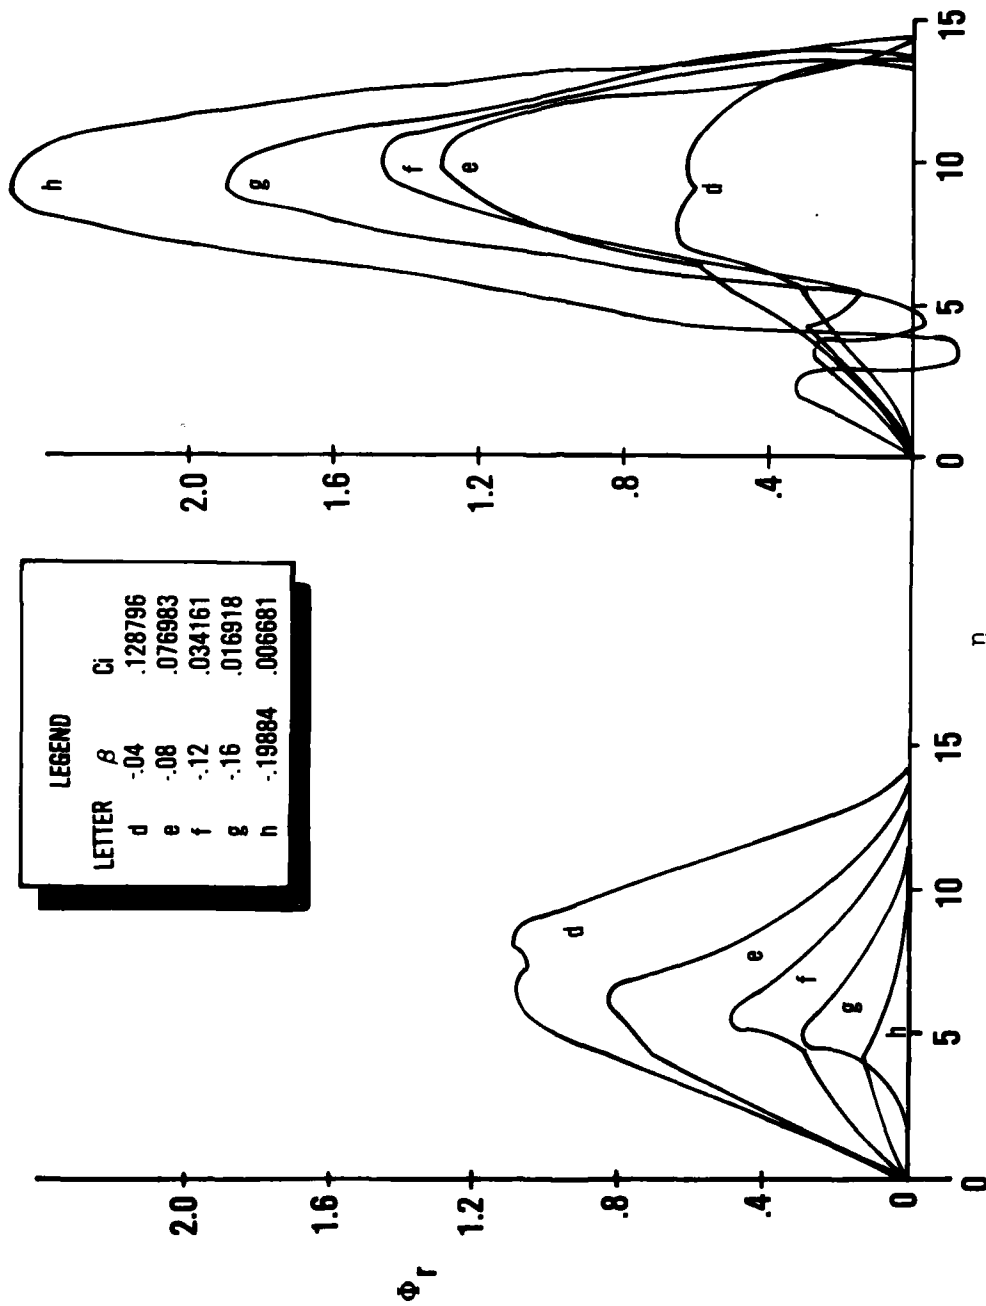 LEGEND
LETTER β Ci
d -.04 .128796
e -.08 .076983
f -.12 .034161
g -.16 .016918
h -.19884 .006681
Φr
2.0
1.6
1.2
.8
.4
0
0 5 10 15
d
e
f
g
h
2.0
1.6
1.2
.8
.4
0 5 10 15
h
g
f
e
d
η